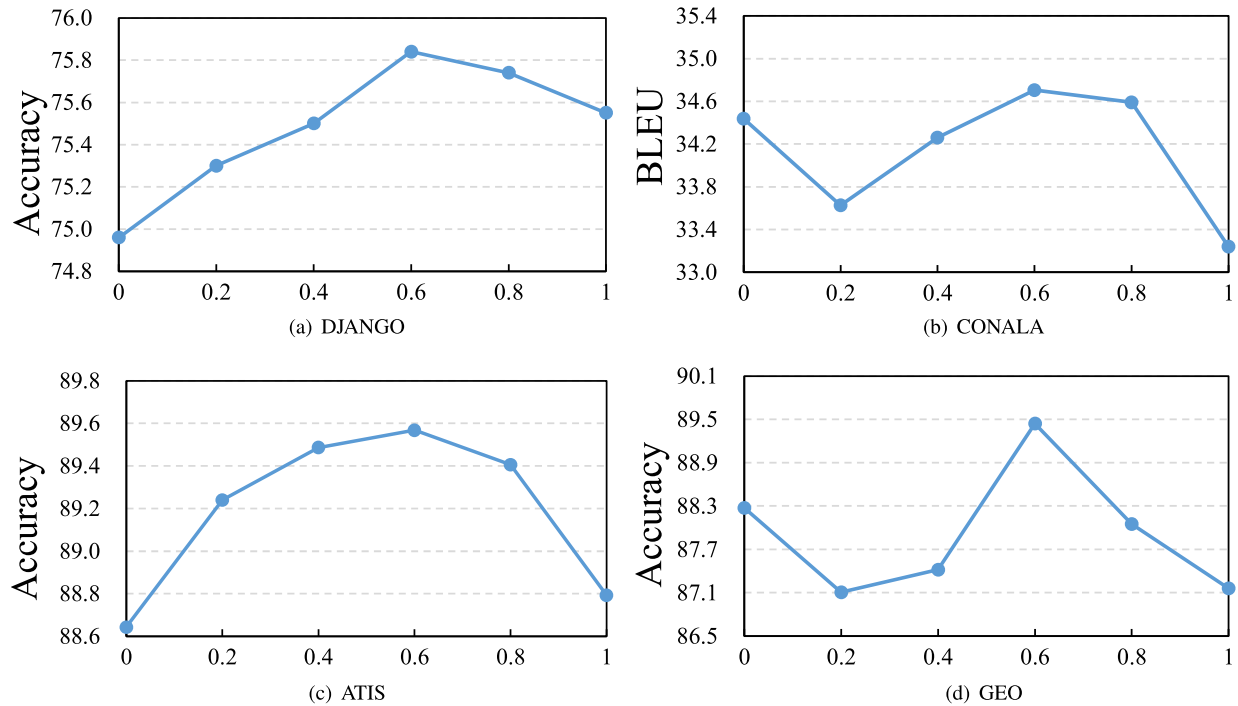 Accuracy
76.0
75.8
75.6
75.4
75.2
75.0
74.8
0 0.2 0.4 0.6 0.8 1
(a) DJANGO
BLEU
35.4
35.0
34.6
34.2
33.8
33.4
33.0
0 0.2 0.4 0.6 0.8 1
(b) CONALA
Accuracy
89.8
89.6
89.4
89.2
89.0
88.8
88.6
0 0.2 0.4 0.6 0.8 1
(c) ATIS
Accuracy
90.1
89.5
88.9
88.3
87.7
87.1
86.5
0 0.2 0.4 0.6 0.8 1
(d) GEO